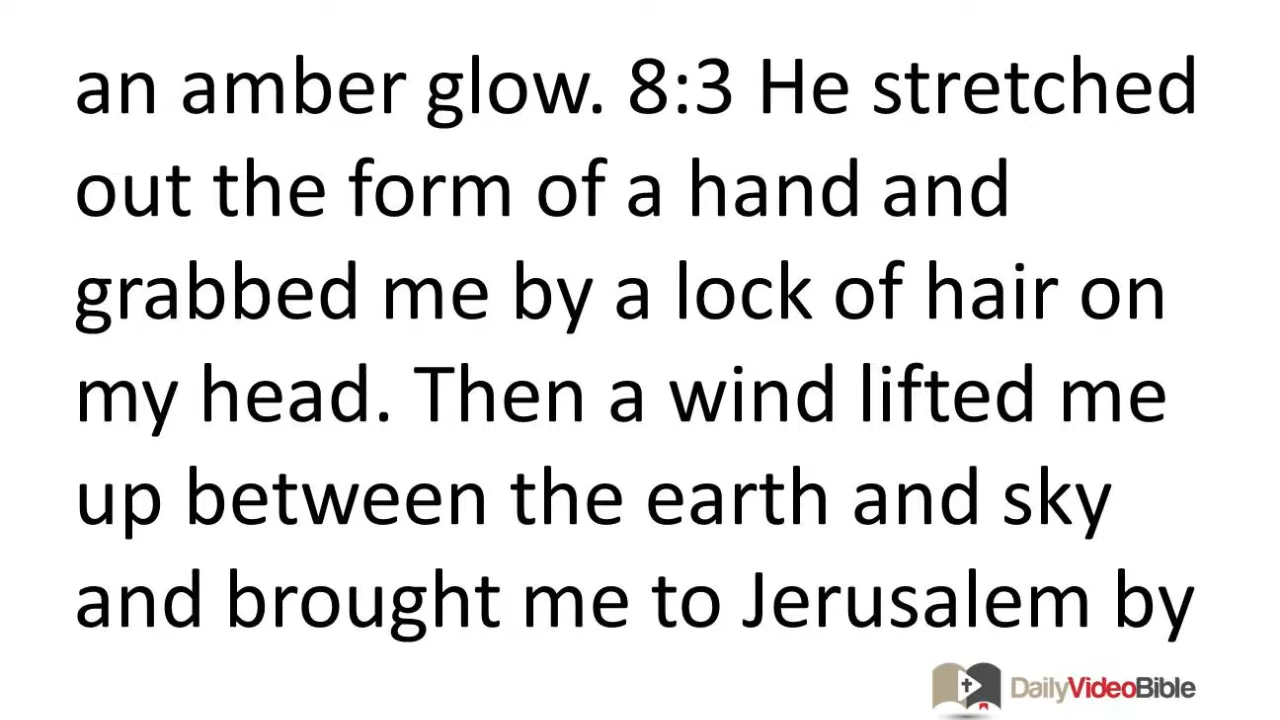 an amber glow. 8:3 He stretched
out the form of a hand and
grabbed me by a lock of hair on
my head. Then a wind lifted me
up between the earth and sky
and brought me to Jerusalem by
DailyVideoBible